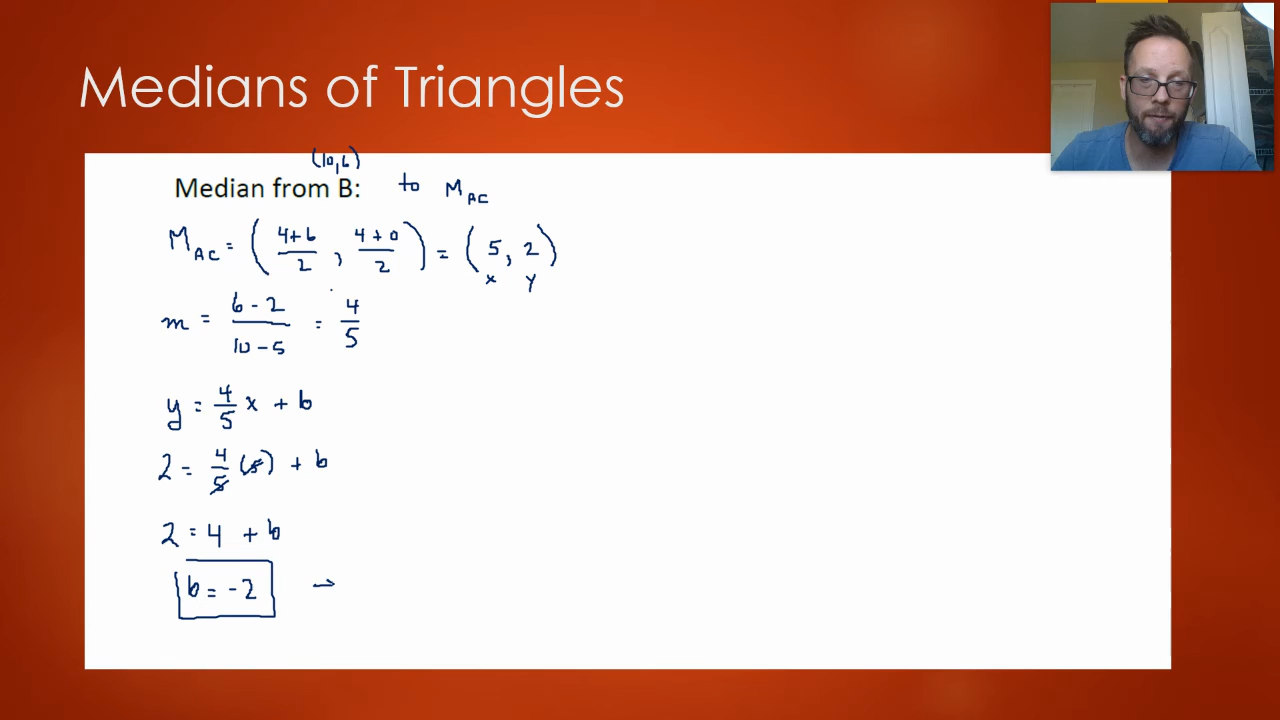 Medians of Triangles
(10,6)
Median from B: to M_AC
M_AC = (4+6/2, 4+0/2) = (5, 2)
x y
m = 6-2/10-5 = 4/5
y = 4/5 x + b
2 = 4/5 (5) + b
2 = 4 + b
b = -2 →